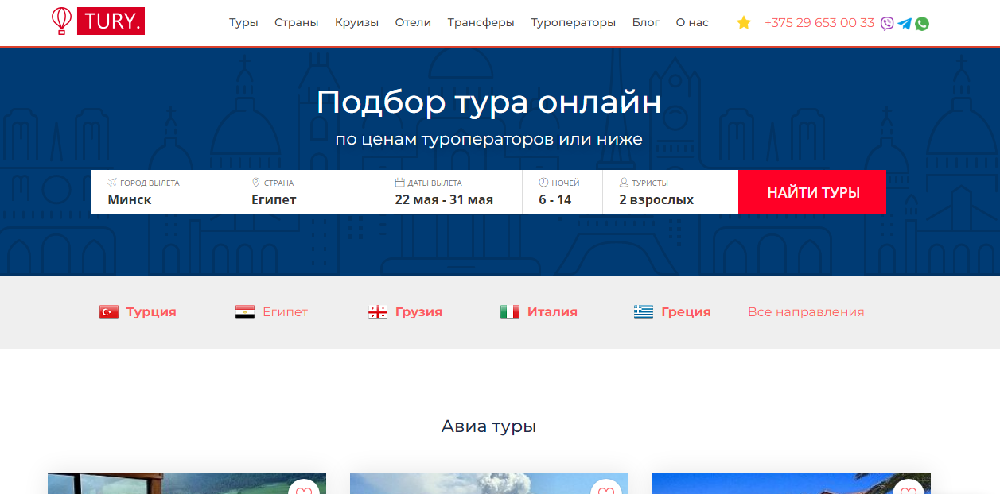 TURY.
Туры Страны Круизы Отели Трансферы Туроператоры Блог О нас +375 29 653 00 33
Подбор тура онлайн
по ценам туроператоров или ниже
ГОРОД ВЫЛЕТА СТРАНА ДАТЫ ВЫЛЕТА НОЧЕЙ ТУРИСТЫ
Минск Египет 22 мая - 31 мая 6 - 14 2 взрослых
НАЙТИ ТУРЫ
Турция Египет Грузия Италия Греция Все направления
Авиа туры